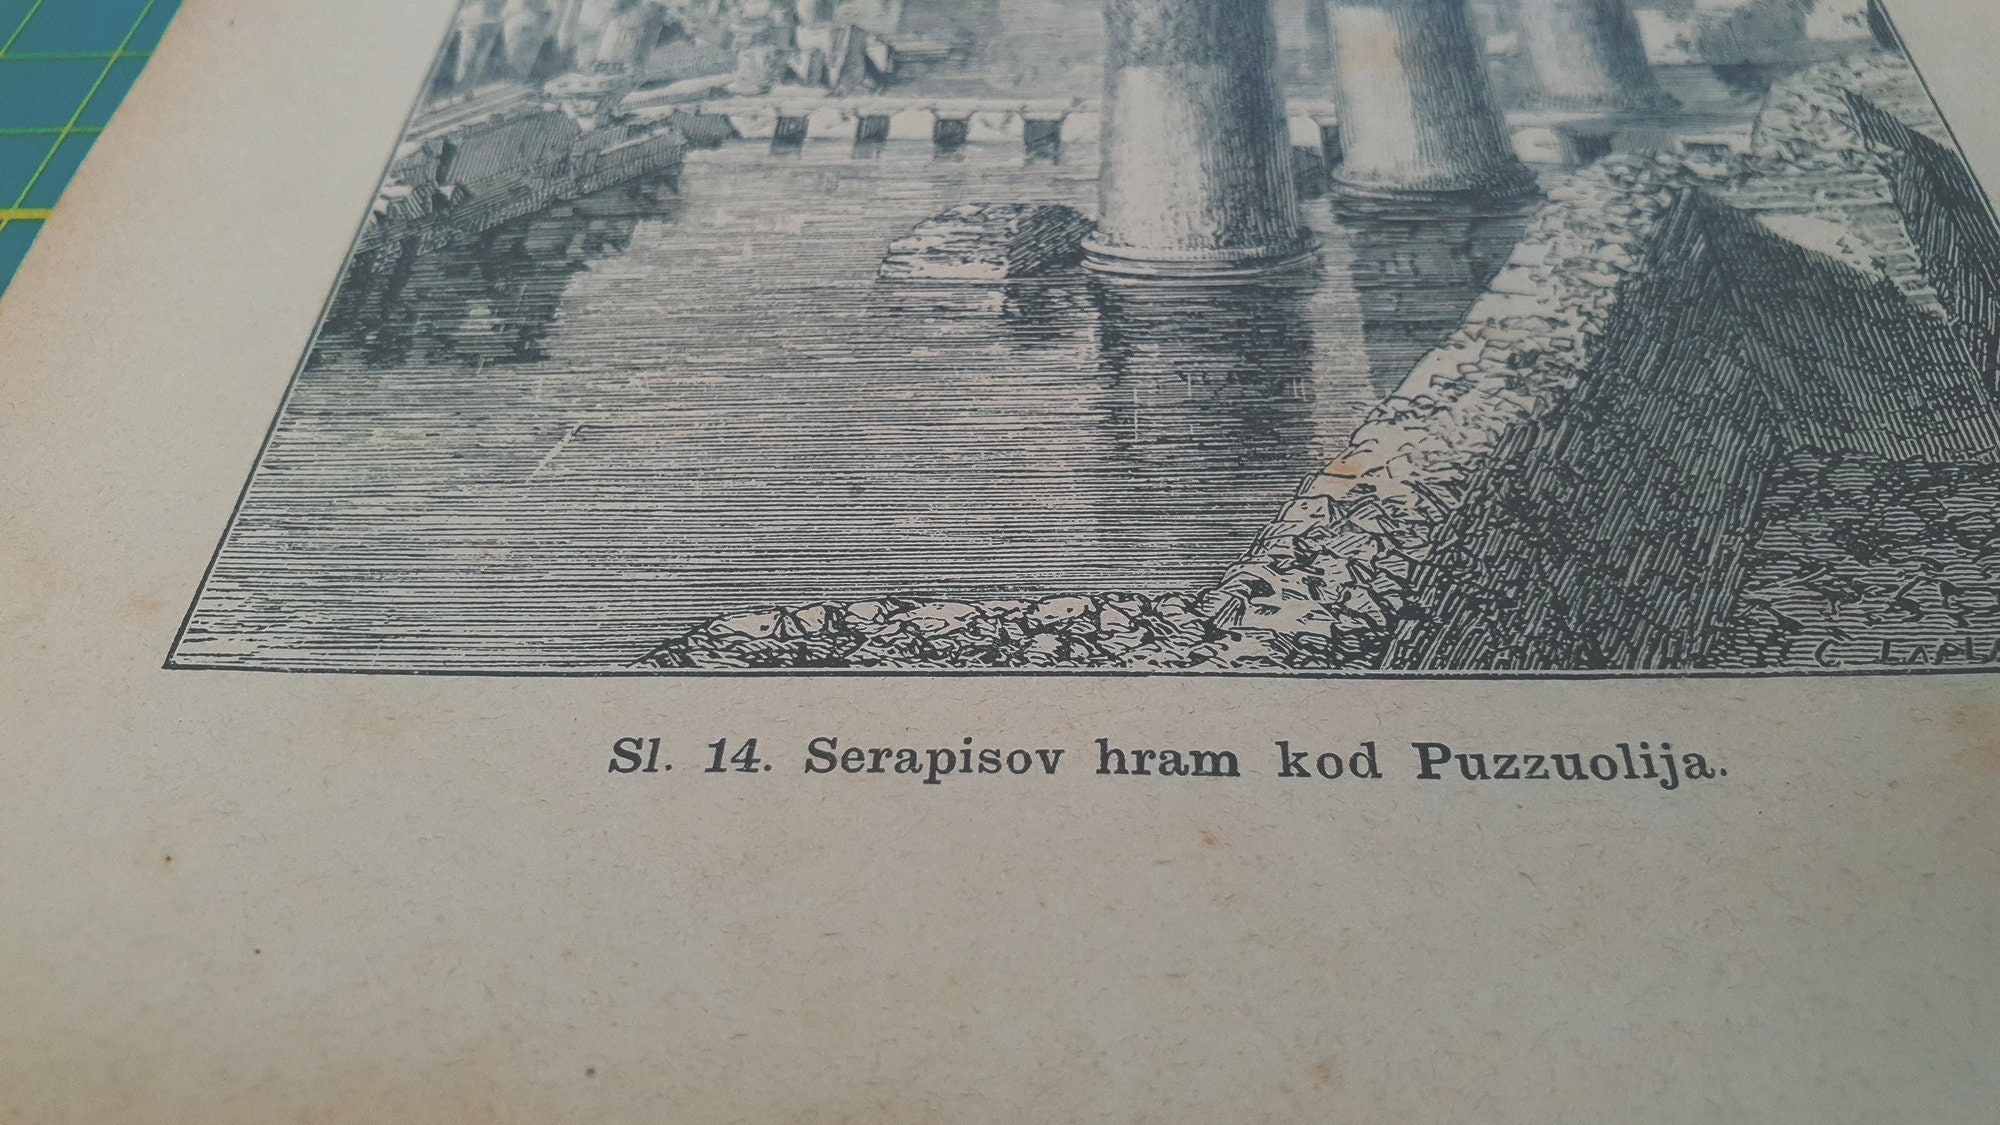 Sl. 14. Serapisov hram kod Puzzuolija.